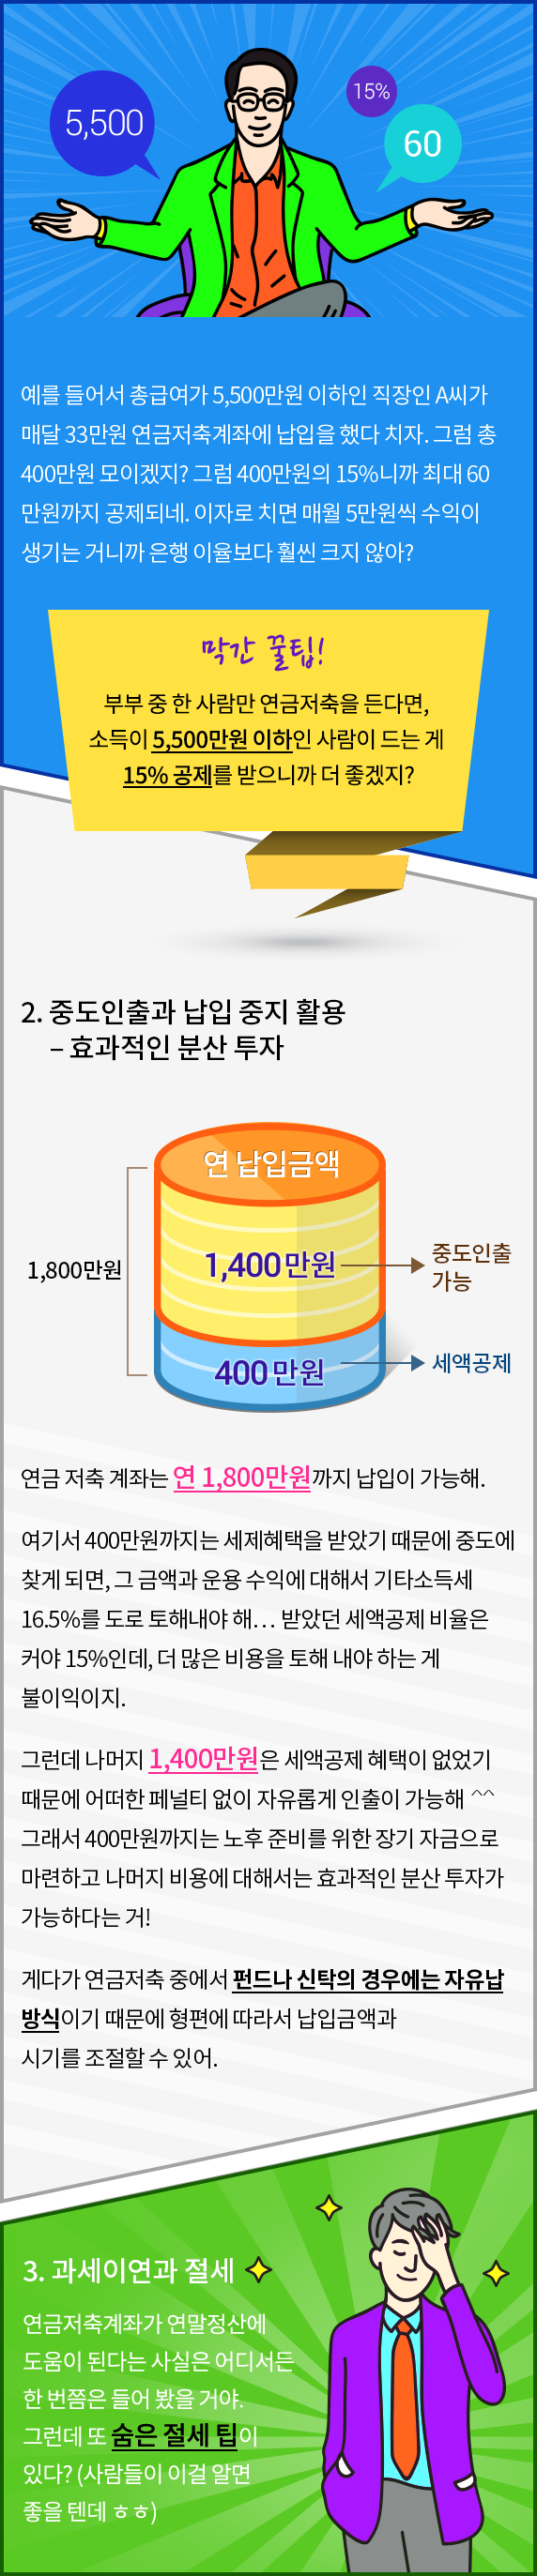 5,500
15%
60
예를 들어서 총급여가 5,500만원 이하인 직장인 A씨가
매달 33만원 연금저축계좌에 납입을 했다 치자. 그럼 총
400만원 모이겠지? 그럼 400만원의 15%니까 최대 60
만원까지 공제되네. 이자로 치면 매월 5만원씩 수익이
생기는 거니까 은행 이율보다 훨씬 크지 않아?
막간 꿀팁!
부부 중 한 사람만 연금저축을 든다면,
소득이 5,500만원 이하인 사람이 드는 게
15% 공제를 받으니까 더 좋겠지?
2. 중도인출과 납입 중지 활용
– 효과적인 분산 투자
연 납입금액
1,800만원
1,400만원
중도인출
가능
400만원
세액공제
연금 저축 계좌는 연 1,800만원까지 납입이 가능해.
여기서 400만원까지는 세제혜택을 받았기 때문에 중도에
찾게 되면, 그 금액과 운용 수익에 대해서 기타소득세
16.5%를 도로 토해내야 해… 받았던 세액공제 비율은
커야 15%인데, 더 많은 비용을 토해 내야 하는 게
불이익이지.
그런데 나머지 1,400만원은 세액공제 혜택이 없었기
때문에 어떠한 페널티 없이 자유롭게 인출이 가능해 ^^
그래서 400만원까지는 노후 준비를 위한 장기 자금으로
마련하고 나머지 비용에 대해서는 효과적인 분산 투자가
가능하다는 거!
게다가 연금저축 중에서 펀드나 신탁의 경우에는 자유납
방식이기 때문에 형편에 따라서 납입금액과
시기를 조절할 수 있어.
3. 과세이연과 절세
연금저축계좌가 연말정산에
도움이 된다는 사실은 어디서든
한 번쯤은 들어 봤을 거야.
그런데 또 숨은 절세 팁이
있다? (사람들이 이걸 알면
좋을 텐데 ㅎㅎ)